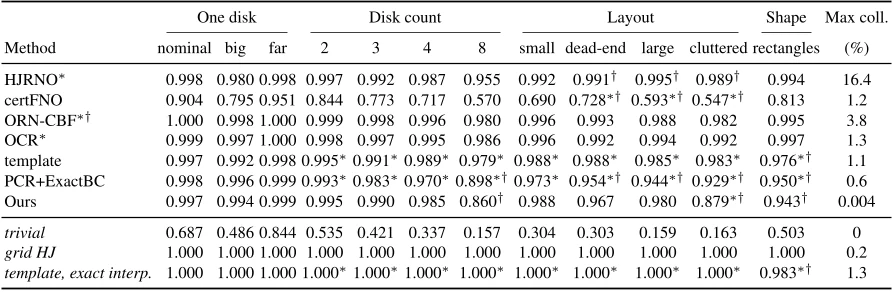 One disk Disk count Layout Shape Max coll.
Method nominal big far 2 3 4 8 small dead-end large cluttered rectangles (%)
HJRNO* 0.998 0.980 0.998 0.997 0.992 0.987 0.955 0.992 0.991† 0.995† 0.989† 0.994 16.4
certFNO 0.904 0.795 0.951 0.844 0.773 0.717 0.570 0.690 0.728*† 0.593*† 0.547*† 0.813 1.2
ORN-CBF*† 1.000 0.998 1.000 0.999 0.998 0.996 0.980 0.996 0.993 0.988 0.982 0.995 3.8
OCR* 0.999 0.997 1.000 0.998 0.997 0.995 0.986 0.996 0.992 0.994 0.992 0.997 1.3
template 0.997 0.992 0.998 0.995* 0.991* 0.989* 0.979* 0.988* 0.988* 0.985* 0.983* 0.976*† 1.1
PCR+ExactBC 0.998 0.996 0.999 0.993* 0.983* 0.970* 0.898*† 0.973* 0.954*† 0.944*† 0.929*† 0.950*† 0.6
Ours 0.997 0.994 0.999 0.995 0.990 0.985 0.860† 0.988 0.967 0.980 0.879*† 0.943† 0.004
trivial 0.687 0.486 0.844 0.535 0.421 0.337 0.157 0.304 0.303 0.159 0.163 0.503 0
grid HJ 1.000 1.000 1.000 1.000 1.000 1.000 1.000 1.000 1.000 1.000 1.000 1.000 0.2
template, exact interp. 1.000 1.000 1.000 1.000* 1.000* 1.000* 1.000* 1.000* 1.000* 1.000* 1.000* 0.983*† 1.3